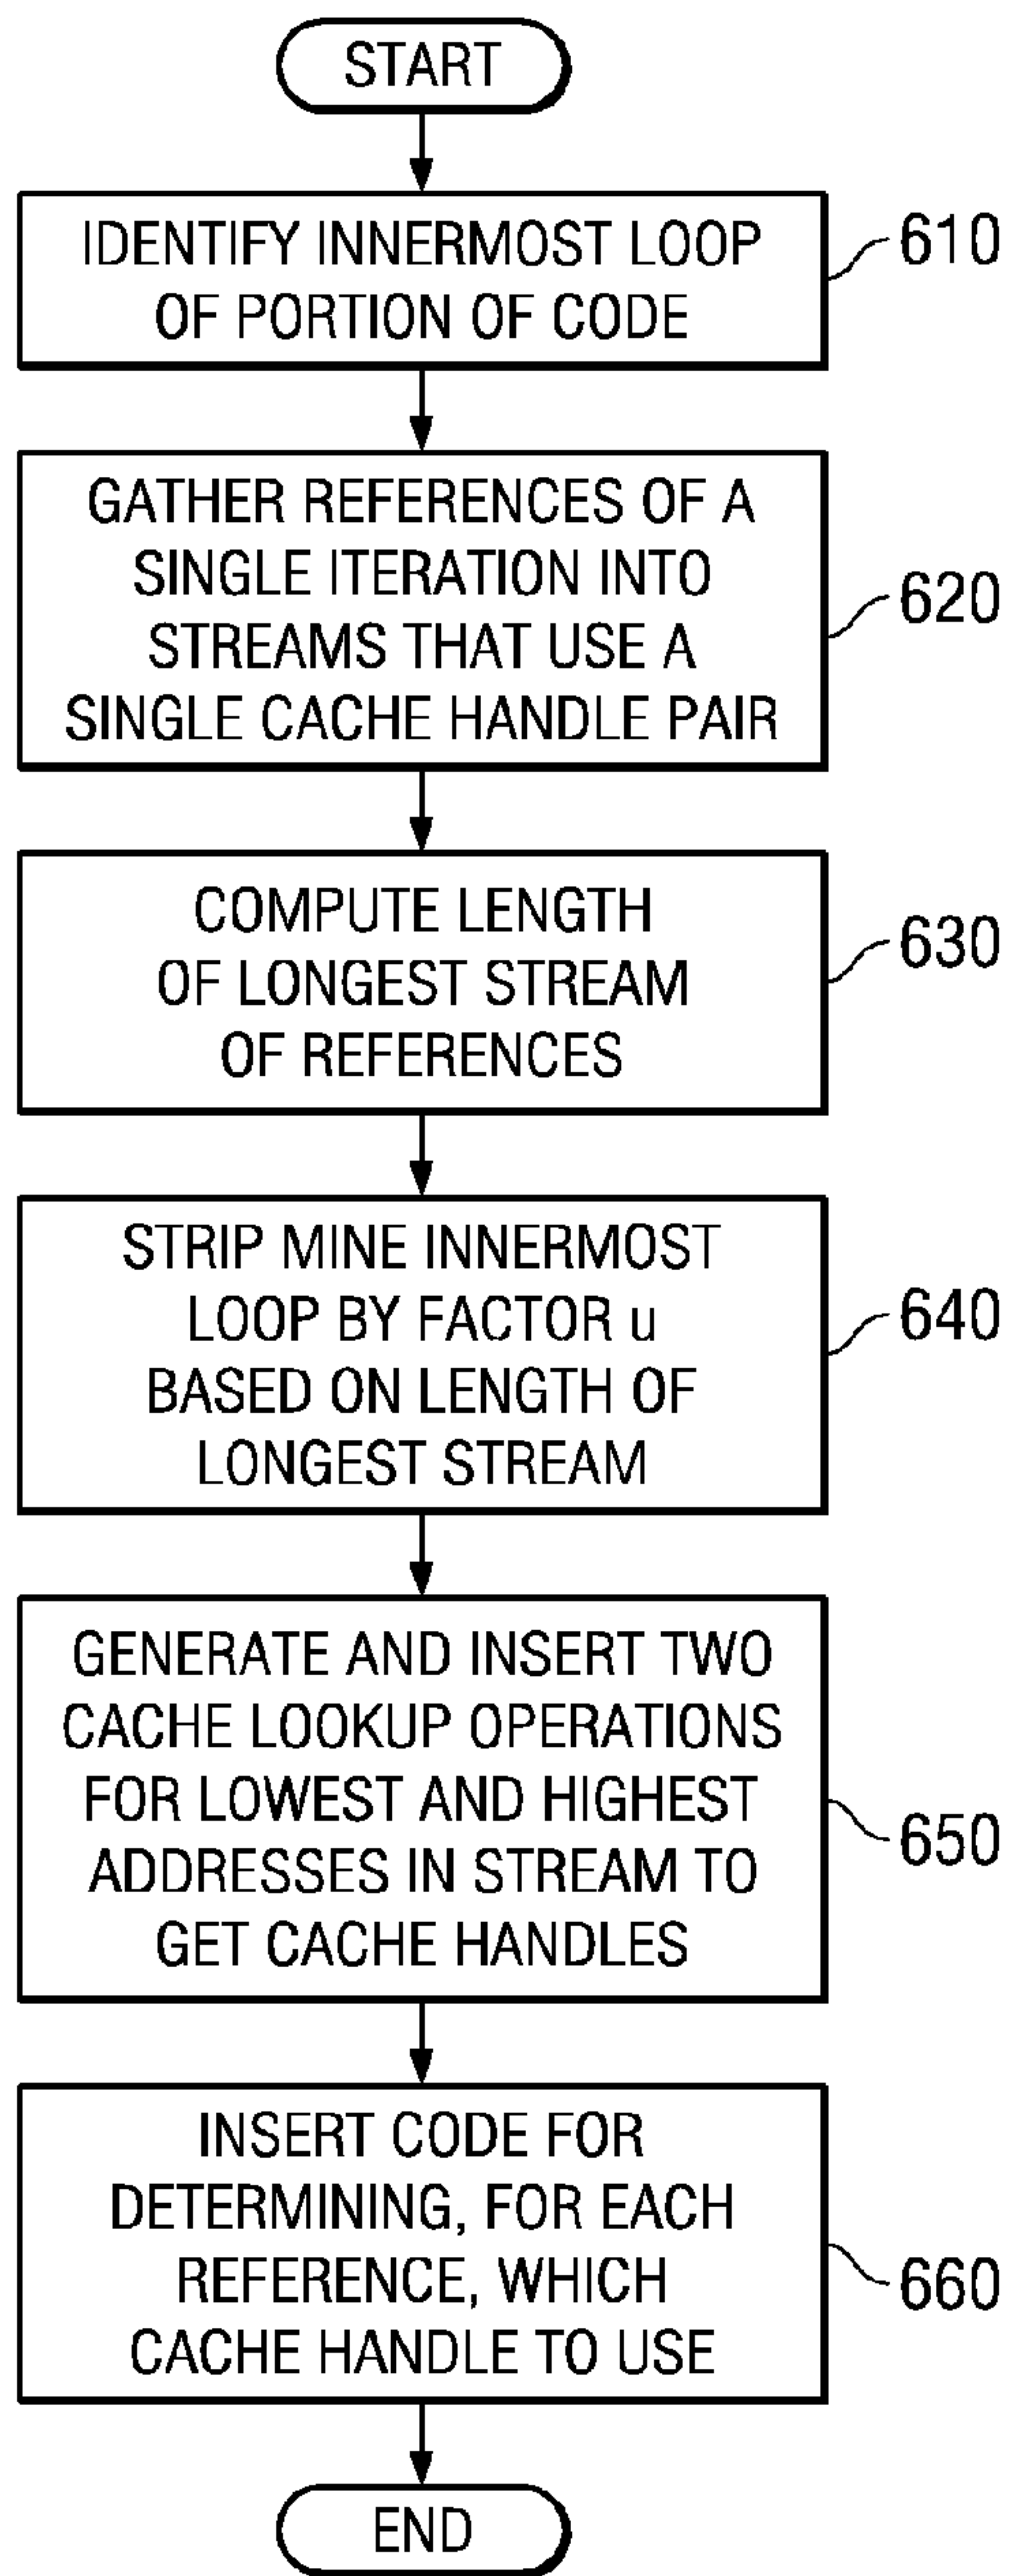 START
IDENTIFY INNERMOST LOOP
OF PORTION OF CODE
610
GATHER REFERENCES OF A
SINGLE ITERATION INTO
STREAMS THAT USE A
SINGLE CACHE HANDLE PAIR
620
COMPUTE LENGTH
OF LONGEST STREAM
OF REFERENCES
630
STRIP MINE INNERMOST
LOOP BY FACTOR u
BASED ON LENGTH OF
LONGEST STREAM
640
GENERATE AND INSERT TWO
CACHE LOOKUP OPERATIONS
FOR LOWEST AND HIGHEST
ADDRESSES IN STREAM TO
GET CACHE HANDLES
650
INSERT CODE FOR
DETERMINING, FOR EACH
REFERENCE, WHICH
CACHE HANDLE TO USE
660
END